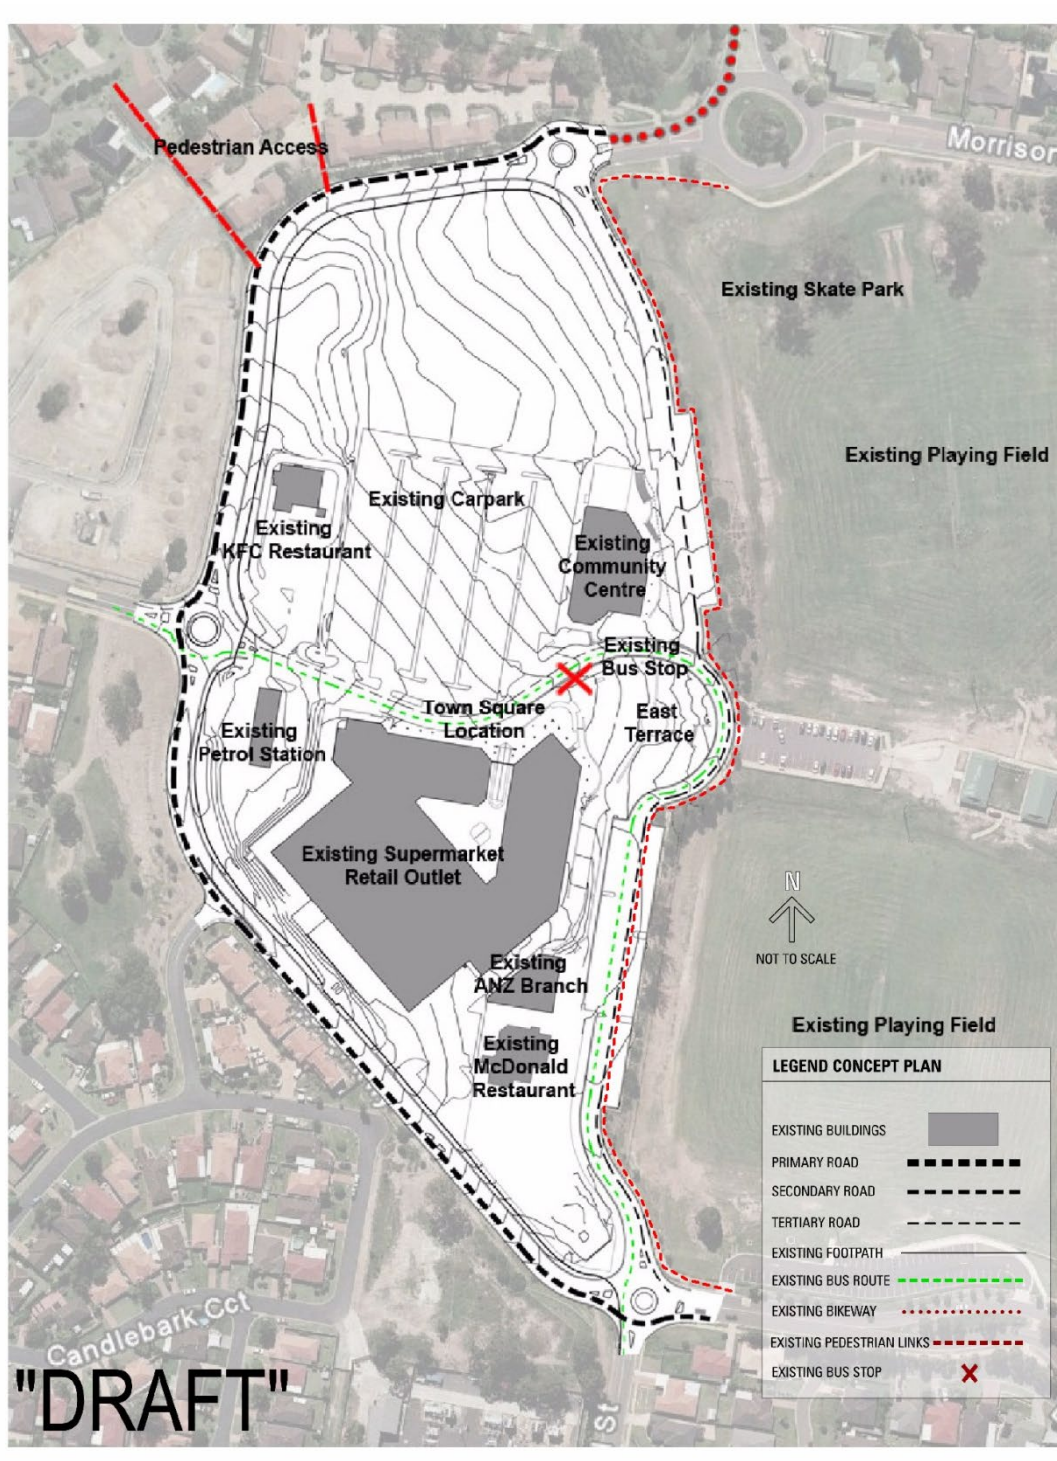 Pedestrian Access
Morrison
Existing Skate Park
Existing Playing Field
Existing Carpark
Existing
KFC Restaurant
Existing
Community
Centre
Existing
Bus Stop
Town Square
Location
East
Terrace
Existing
Petrol Station
Existing Supermarket
Retail Outlet
N
NOT TO SCALE
Existing
ANZ Branch
Existing Playing Field
Existing
McDonald
Restaurant
LEGEND CONCEPT PLAN
EXISTING BUILDINGS
PRIMARY ROAD
SECONDARY ROAD
TERTIARY ROAD
EXISTING FOOTPATH
EXISTING BUS ROUTE
EXISTING BIKEWAY
EXISTING PEDESTRIAN LINKS
EXISTING BUS STOP
Candlebark Cct
"DRAFT"
St